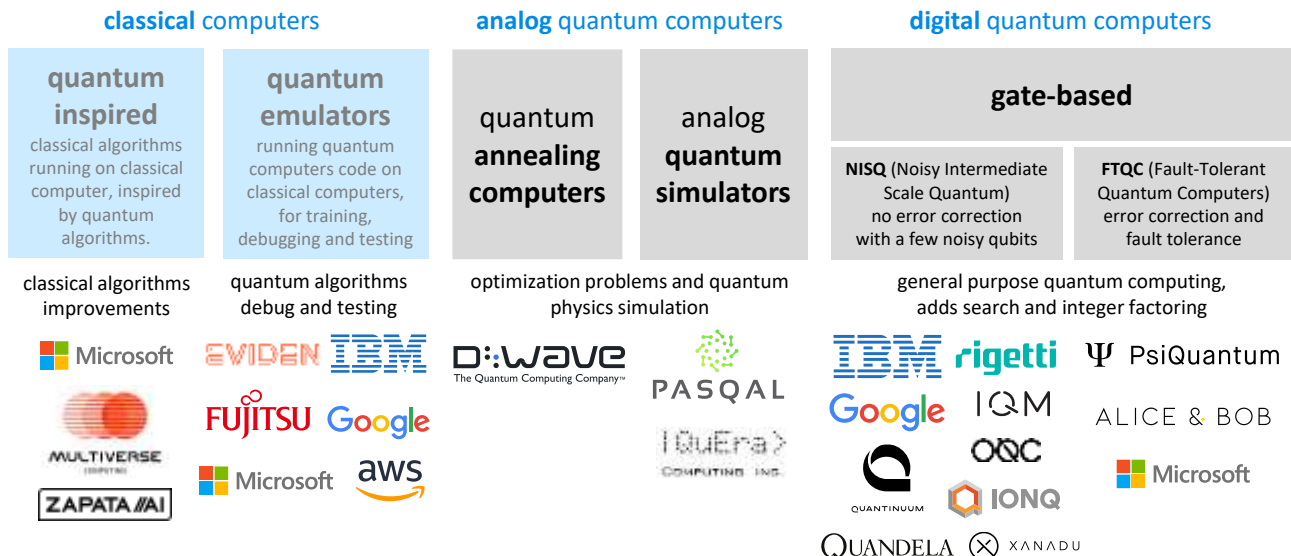 classical computers
analog quantum computers
digital quantum computers
quantum
inspired
classical algorithms
running on classical
computer, inspired
by quantum
algorithms.
quantum
emulators
running quantum
computers code on
classical computers,
for training,
debugging and testing
quantum
annealing
computers
analog
quantum
simulators
gate-based
NISQ (Noisy Intermediate
Scale Quantum)
no error correction
with a few noisy qubits
FTQC (Fault-Tolerant
Quantum Computers)
error correction and
fault tolerance
classical algorithms
improvements
quantum algorithms
debug and testing
optimization problems and quantum
physics simulation
general purpose quantum computing,
adds search and integer factoring
Microsoft
MULTIVERSE
COMPUTING
ZAPATA //AI
EVIDEN
IBM
FUJITSU
Google
Microsoft
aws
D:wave
The Quantum Computing Company™
PASQAL
|QuEra>
COMPUTING INC.
IBM
rigetti
Google
IQM
QUANTINUUM
OQC
IONQ
QUANDELA
XANADU
Ψ PsiQuantum
ALICE & BOB
Microsoft